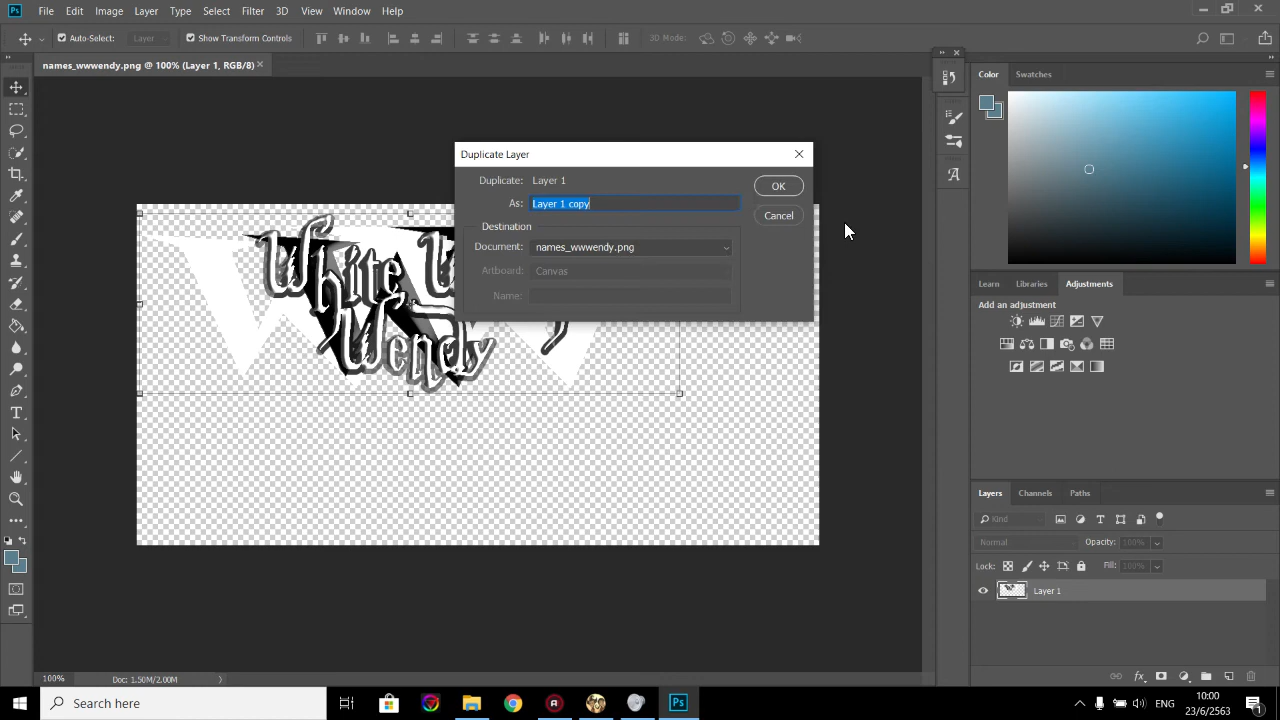 Ps File Edit Image Layer Type Select Filter 3D View Window Help
Auto-Select: Layer Show Transform Controls 3D Mode:
names_wwwendy.png @ 100% (Layer 1, RGB/8)
Color Swatches
Duplicate Layer
Duplicate: Layer 1
OK
As: Layer 1 copy
Cancel
Destination
Document: names_wwwendy.png
Artboard: Canvas
Name:
White
Wendy
Learn Libraries Adjustments
Add an adjustment
Layers Channels Paths
Kind
Normal Opacity: 100%
Lock: Fill: 100%
Layer 1
100% Doc: 1.50M/2.00M
Search here
Ps
ENG
10:00
23/6/2563
1